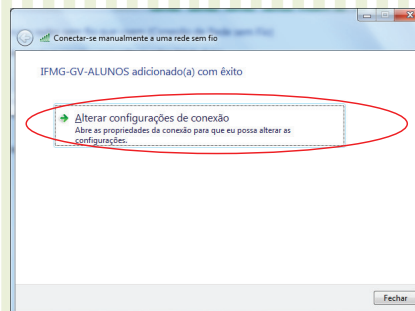 Conectar-se manualmente a uma rede sem fio
IFMG-GV-ALUNOS adicionado(a) com êxito
Alterar configurações de conexão
Abre as propriedades da conexão para que eu possa alterar as
configurações.
Fechar